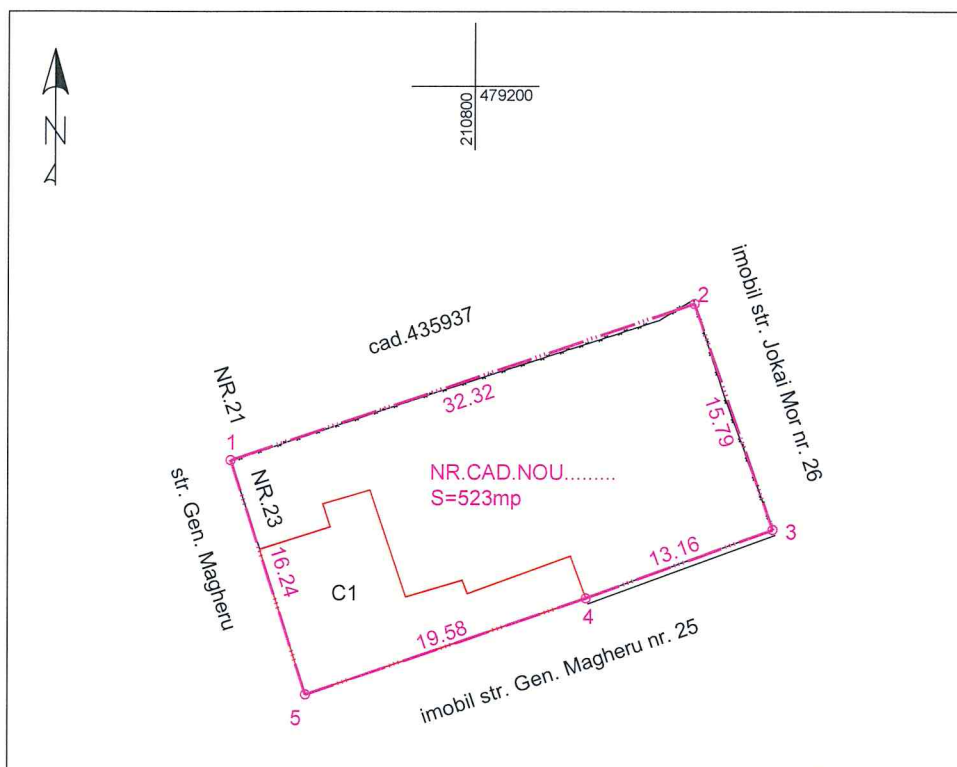 N
479200
210800
cad.435937
2
imobil str. Jokai Mor nr. 26
NR.21
32.32
1
15.79
str. Gen. Magheru
NR.23
NR.CAD.NOU.........
S=523mp
16.24
C1
13.16
3
19.58
4
imobil str. Gen. Magheru nr. 25
5